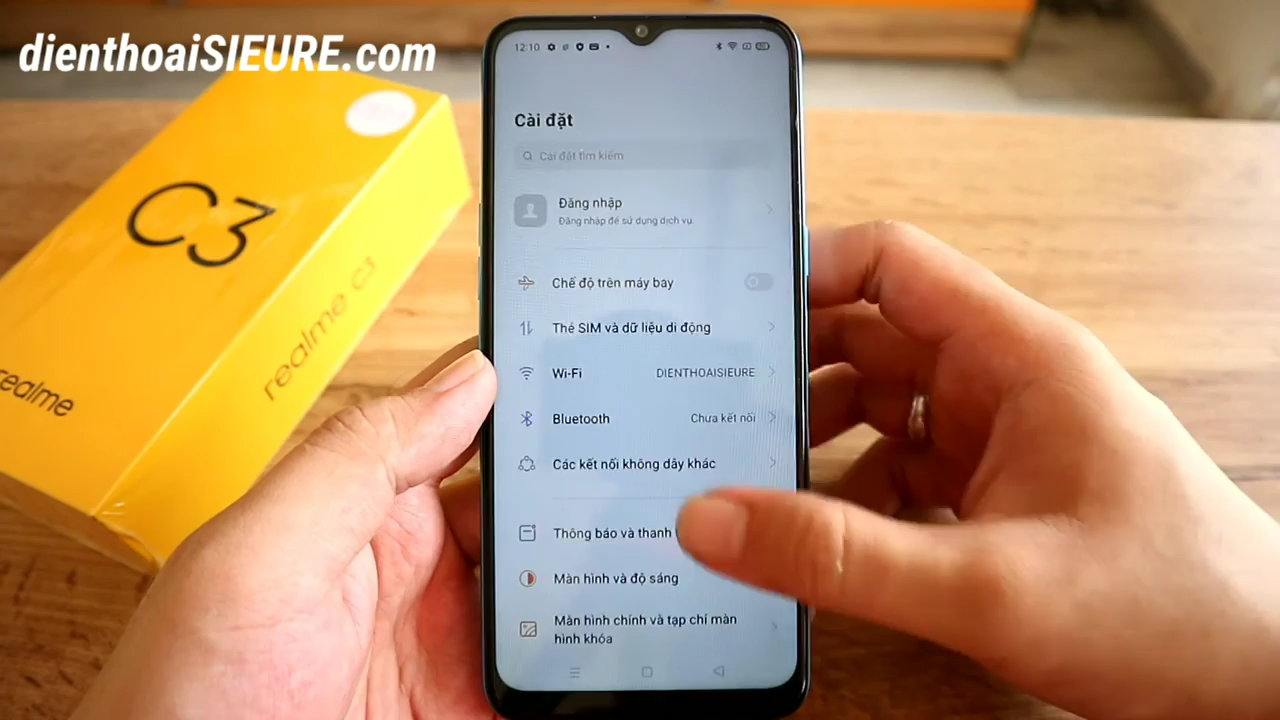 dienthoaiSIEURE.com
C3
realme C3
realme
12:10
Cài đặt
Cài đặt tìm kiếm
Đăng nhập
Đăng nhập để sử dụng dịch vụ.
Chế độ trên máy bay
Thẻ SIM và dữ liệu di động
Wi-Fi DIENTHOAISIEURE
Bluetooth Chưa kết nối
Các kết nối không dây khác
Thông báo và thanh
Màn hình và độ sáng
Màn hình chính và tạp chí màn
hình khóa